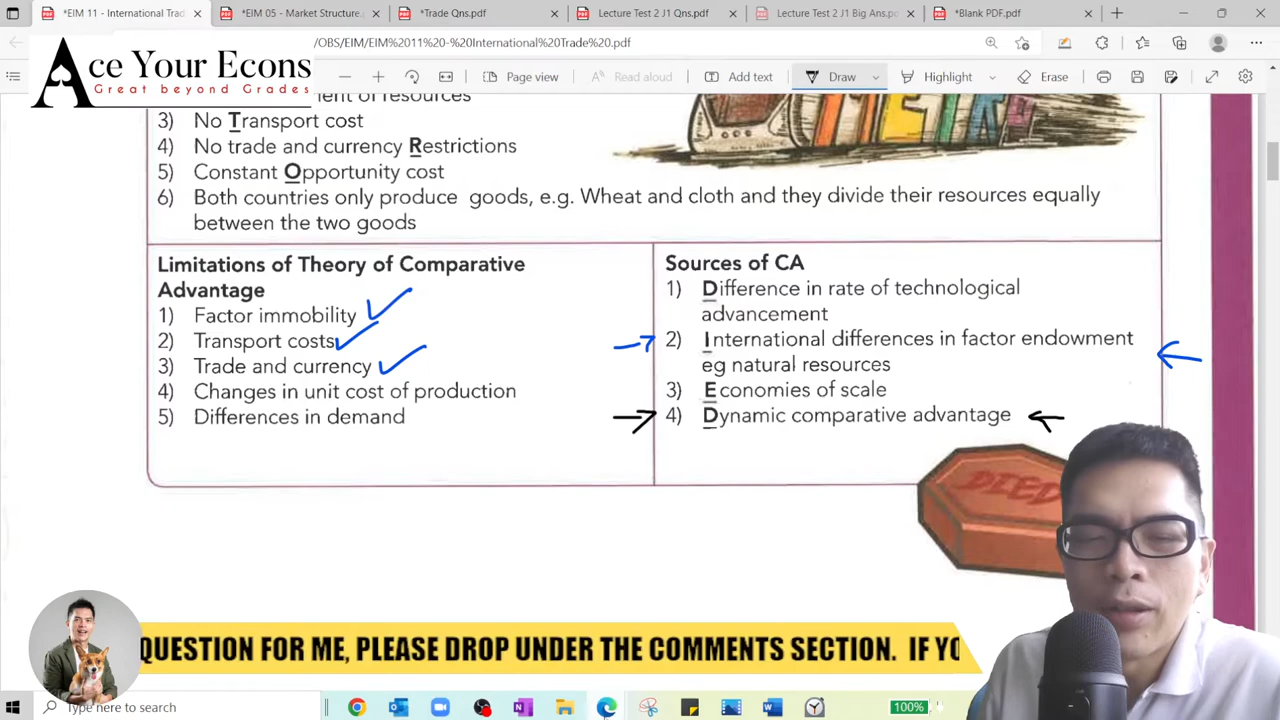 *EIM 11 - International Trad
*EIM 05 - Market Structure.p
*Trade Qns.pdf
Lecture Test 2 J1 Qns.pdf
Lecture Test 2 J1 Big Ans.pdf
*Blank PDF.pdf
/OBS/EIM/EIM%2011%20-%20International%20Trade%20.pdf
Ace Your Econs
Great beyond Grades
Page view
Read aloud
Add text
Draw
Highlight
Erase
ment of resources
3) No Transport cost
4) No trade and currency Restrictions
5) Constant Opportunity cost
6) Both countries only produce goods, e.g. Wheat and cloth and they divide their resources equally
between the two goods
Limitations of Theory of Comparative
Advantage
1) Factor immobility
2) Transport costs
3) Trade and currency
4) Changes in unit cost of production
5) Differences in demand
Sources of CA
1) Difference in rate of technological
advancement
2) International differences in factor endowment
eg natural resources
3) Economies of scale
4) Dynamic comparative advantage
DIED
QUESTION FOR ME, PLEASE DROP UNDER THE COMMENTS SECTION. IF YO
Type here to search
100%